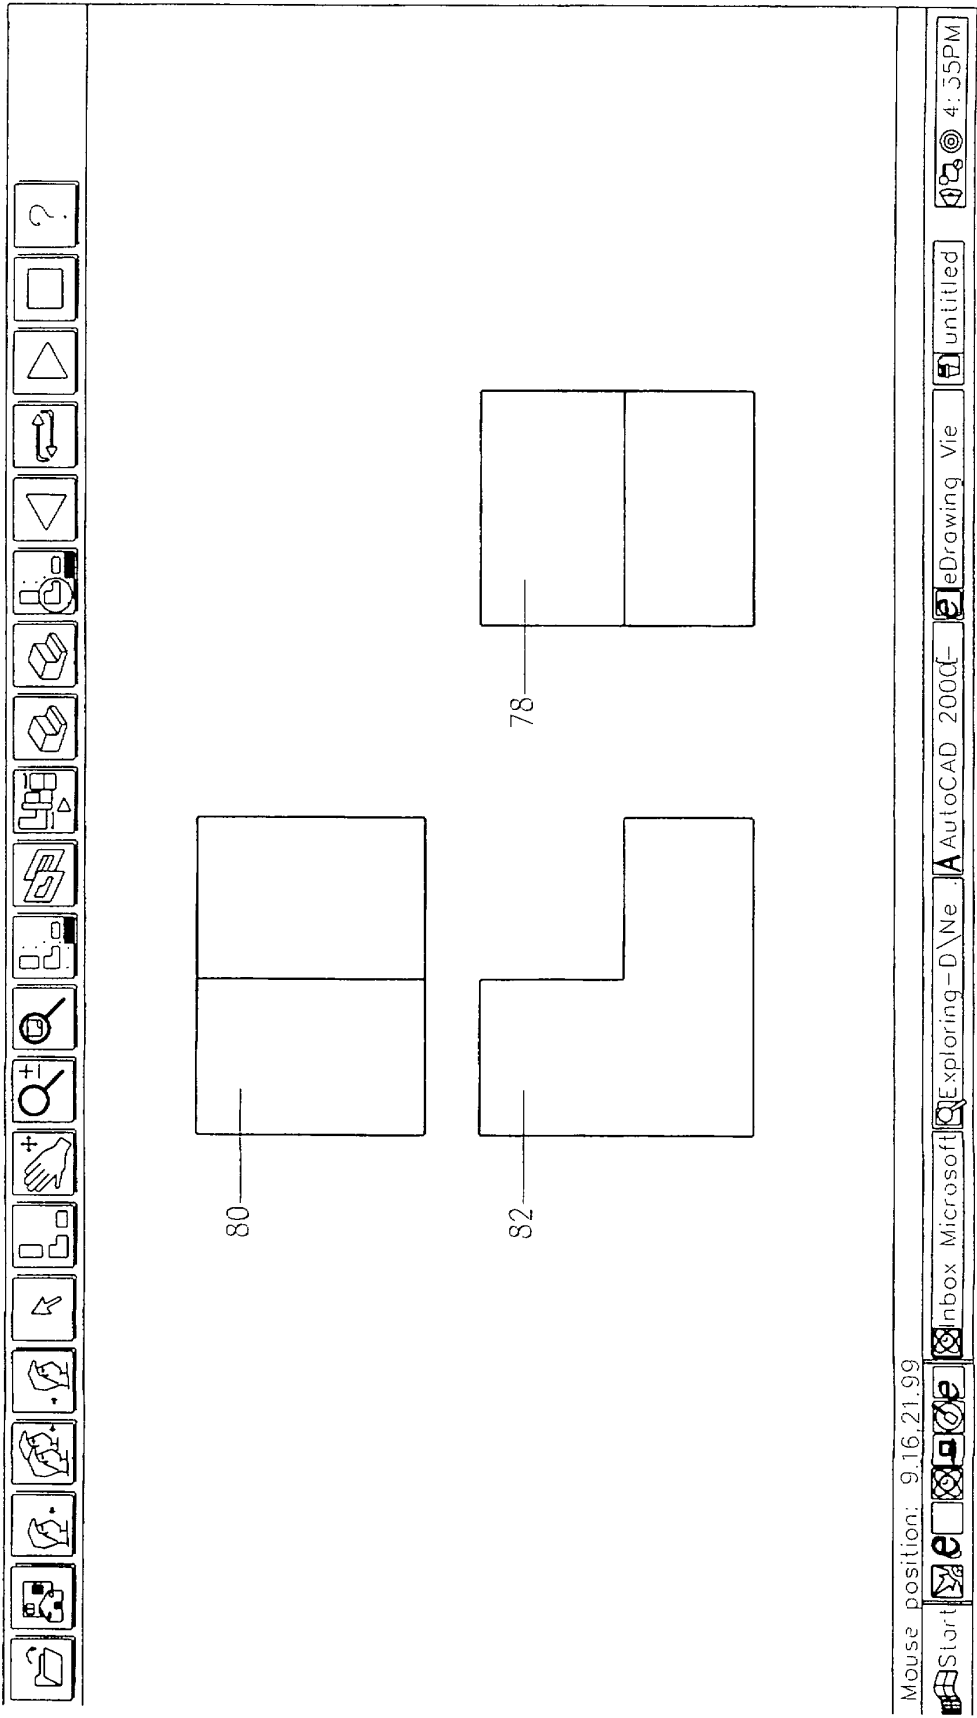 ?
80
82
78
Mouse position: 9.16,21.99
Start
Inbox Microsoft
Exploring-D\Ne
AutoCAD 2000-
eDrawing Vie
untitled
4:35PM